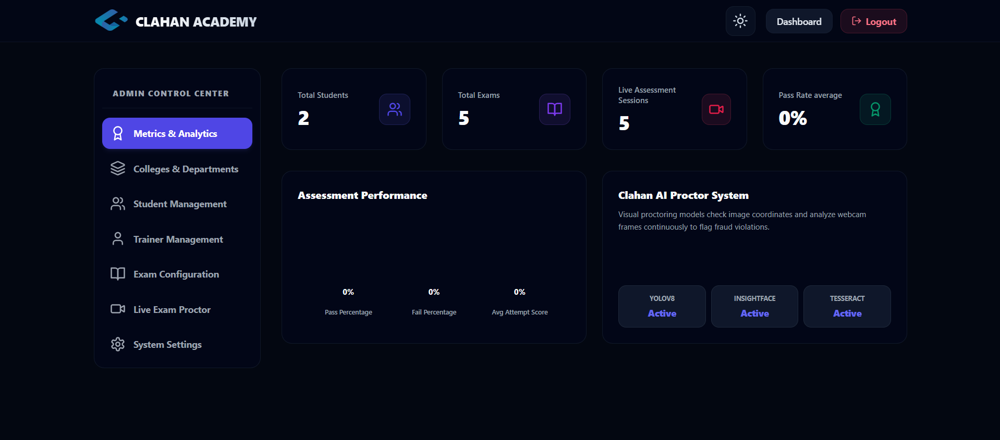 CLAHAN ACADEMY
Dashboard
Logout
ADMIN CONTROL CENTER
Metrics & Analytics
Colleges & Departments
Student Management
Trainer Management
Exam Configuration
Live Exam Proctor
System Settings
Total Students
2
Total Exams
5
Live Assessment
Sessions
5
Pass Rate average
0%
Assessment Performance
0%
Pass Percentage
0%
Fail Percentage
0%
Avg Attempt Score
Clahan AI Proctor System
Visual proctoring models check image coordinates and analyze webcam
frames continuously to flag fraud violations.
YOLOV8
Active
INSIGHTFACE
Active
TESSERACT
Active